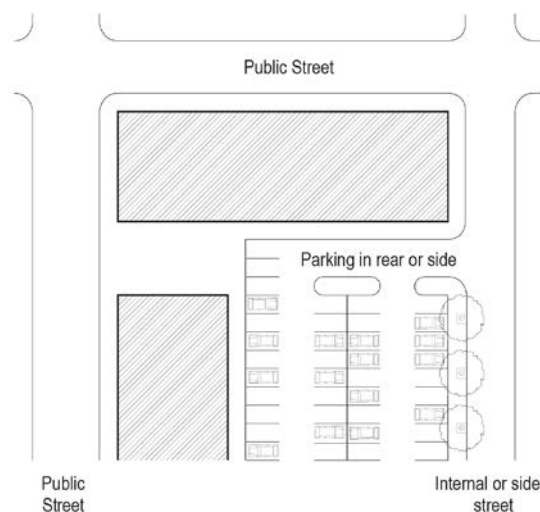 Public Street
Parking in rear or side
Public
Street
Internal or side
street